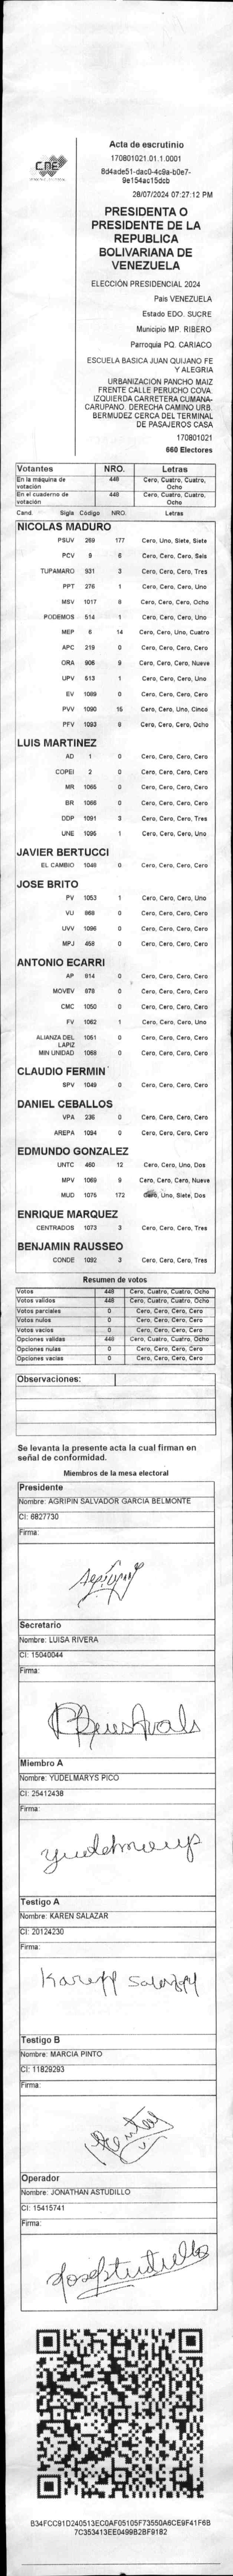 CNE
Acta de escrutinio
170801021.01.1.0001
8d4ade51-dac0-4c9a-b0e7-
9e154ac15dcb
28/07/2024 07:27:12 PM
PRESIDENTA O
PRESIDENTE DE LA
REPUBLICA
BOLIVARIANA DE
VENEZUELA
ELECCIÓN PRESIDENCIAL 2024
Pais VENEZUELA
Estado EDO. SUCRE
Municipio MP. RIBERO
Parroquia PQ. CARIACO
ESCUELA BASICA JUAN QUIJANO FE
Y ALEGRIA
URBANIZACIÓN PANCHO MAIZ
FRENTE CALLE PERUCHO COVA.
IZQUIERDA CARRETERA CUMANA-
CARUPANO. DERECHA CAMINO URB.
BERMUDEZ CERCA DEL TERMINAL
DE PASAJEROS CASA
170801021
660 Electores
Votantes NRO. Letras
En la máquina de votación 448 Cero, Cuatro, Cuatro, Ocho
En el cuaderno de votación 448 Cero, Cuatro, Cuatro, Ocho
Cand. Sigla Código NRO. Letras
NICOLAS MADURO
PSUV 269 177 Cero, Uno, Siete, Siete
PCV 9 6 Cero, Cero, Cero, Seis
TUPAMARO 931 3 Cero, Cero, Cero, Tres
PPT 276 1 Cero, Cero, Cero, Uno
MSV 1017 8 Cero, Cero, Cero, Ocho
PODEMOS 514 1 Cero, Cero, Cero, Uno
MEP 6 14 Cero, Cero, Uno, Cuatro
APC 219 0 Cero, Cero, Cero, Cero
ORA 906 9 Cero, Cero, Cero, Nueve
UPV 513 1 Cero, Cero, Cero, Uno
EV 1089 0 Cero, Cero, Cero, Cero
PVV 1090 15 Cero, Cero, Uno, Cinco
PFV 1093 8 Cero, Cero, Cero, Ocho
LUIS MARTINEZ
AD 1 0 Cero, Cero, Cero, Cero
COPEI 2 0 Cero, Cero, Cero, Cero
MR 1065 0 Cero, Cero, Cero, Cero
BR 1066 0 Cero, Cero, Cero, Cero
DDP 1091 3 Cero, Cero, Cero, Tres
UNE 1095 1 Cero, Cero, Cero, Uno
JAVIER BERTUCCI
EL CAMBIO 1048 0 Cero, Cero, Cero, Cero
JOSE BRITO
PV 1053 1 Cero, Cero, Cero, Uno
VU 868 0 Cero, Cero, Cero, Cero
UVV 1096 0 Cero, Cero, Cero, Cero
MPJ 458 0 Cero, Cero, Cero, Cero
ANTONIO ECARRI
AP 814 0 Cero, Cero, Cero, Cero
MOVEV 878 0 Cero, Cero, Cero, Cero
CMC 1050 0 Cero, Cero, Cero, Cero
FV 1062 1 Cero, Cero, Cero, Uno
ALIANZA DEL LAPIZ 1051 0 Cero, Cero, Cero, Cero
MIN UNIDAD 1068 0 Cero, Cero, Cero, Cero
CLAUDIO FERMIN
SPV 1049 0 Cero, Cero, Cero, Cero
DANIEL CEBALLOS
VPA 236 0 Cero, Cero, Cero, Cero
AREPA 1094 0 Cero, Cero, Cero, Cero
EDMUNDO GONZALEZ
UNTC 460 12 Cero, Cero, Uno, Dos
MPV 1069 9 Cero, Cero, Cero, Nueve
MUD 1076 172 Cero, Uno, Siete, Dos
ENRIQUE MARQUEZ
CENTRADOS 1073 3 Cero, Cero, Cero, Tres
BENJAMIN RAUSSEO
CONDE 1092 3 Cero, Cero, Cero, Tres
Resumen de votos
Votos 448 Cero, Cuatro, Cuatro, Ocho
Votos validos 448 Cero, Cuatro, Cuatro, Ocho
Votos parciales 0 Cero, Cero, Cero, Cero
Votos nulos 0 Cero, Cero, Cero, Cero
Votos vacios 0 Cero, Cero, Cero, Cero
Opciones validas 448 Cero, Cuatro, Cuatro, Ocho
Opciones nulas 0 Cero, Cero, Cero, Cero
Opciones vacias 0 Cero, Cero, Cero, Cero
Observaciones:
Se levanta la presente acta la cual firman en
señal de conformidad.
Miembros de la mesa electoral
Presidente
Nombre: AGRIPIN SALVADOR GARCIA BELMONTE
CI: 6827730
Firma:
Secretario
Nombre: LUISA RIVERA
CI: 15040044
Firma:
Miembro A
Nombre: YUDELMARYS PICO
CI: 25412438
Firma:
yudelmarys
Testigo A
Nombre: KAREN SALAZAR
CI: 20124230
Firma:
Karen Salazar
Testigo B
Nombre: MARCIA PINTO
CI: 11829293
Firma:
Operador
Nombre: JONATHAN ASTUDILLO
CI: 15415741
Firma:
B34FCC91D240513EC0AF05105F73550A6CE9F41F6B
7C353413EE0499B2BF9182